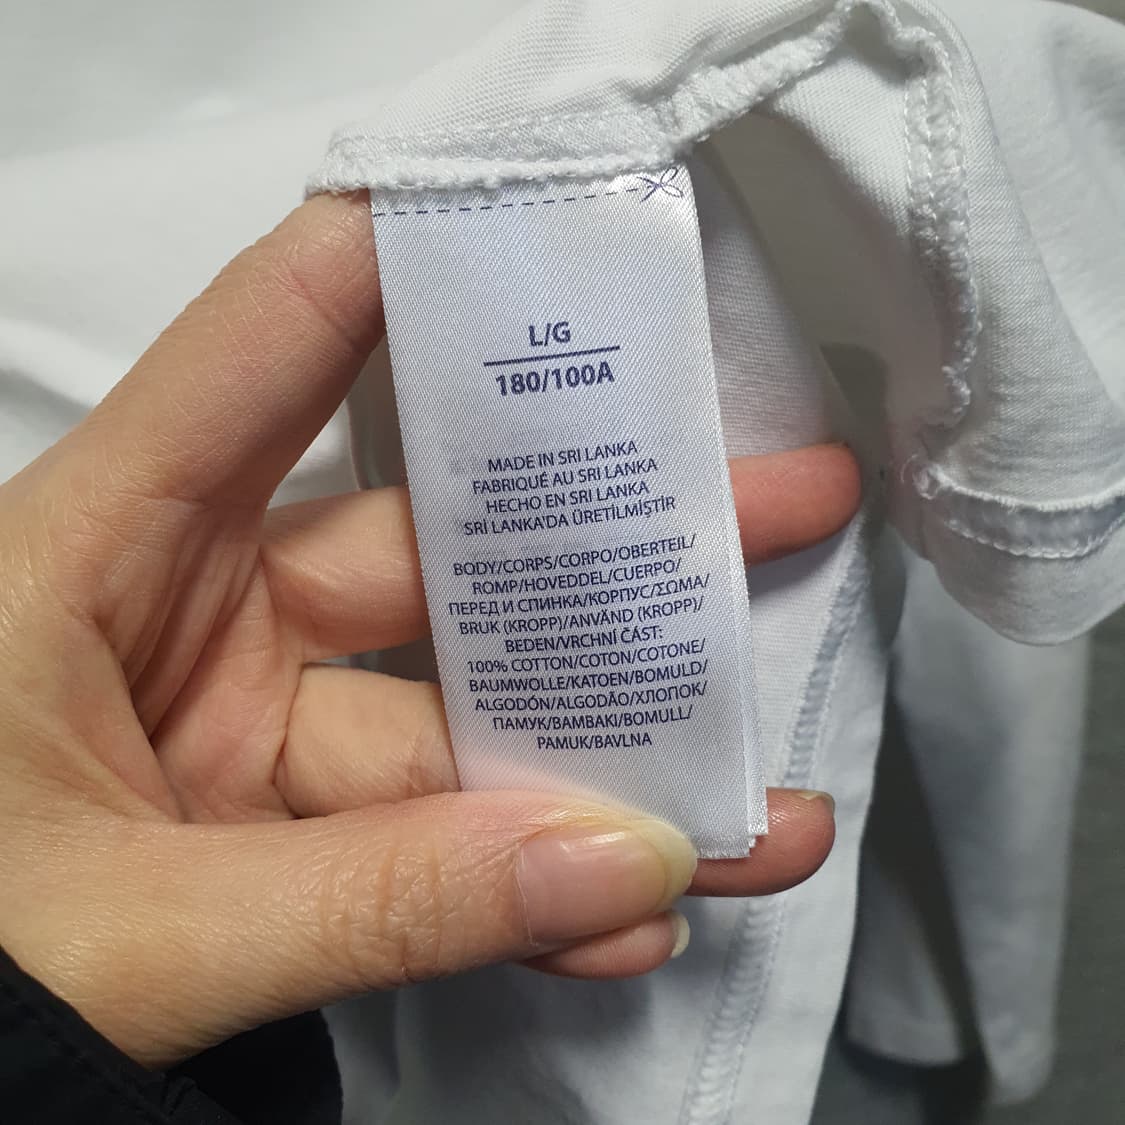 L/G
180/100A
MADE IN SRI LANKA
FABRIQUÉ AU SRI LANKA
HECHO EN SRI LANKA
SRİ LANKA'DA ÜRETİLMİŞTİR
BODY/CORPS/CORPO/OBERTEIL/
ROMP/HOVEDDEL/CUERPO/
ПЕРЕД И СПИНКА/КОРПУС/ΣΩΜΑ/
BRUK (KROPP)/ANVÄND (KROPP)/
BEDEN/VRCHNÍ ČÁST:
100% COTTON/COTON/COTONE/
BAUMWOLLE/KATOEN/BOMULD/
ALGODÓN/ALGODÃO/ХЛОПОК/
ПАМУК/BAMBAKI/BOMULL/
PAMUK/BAVLNA